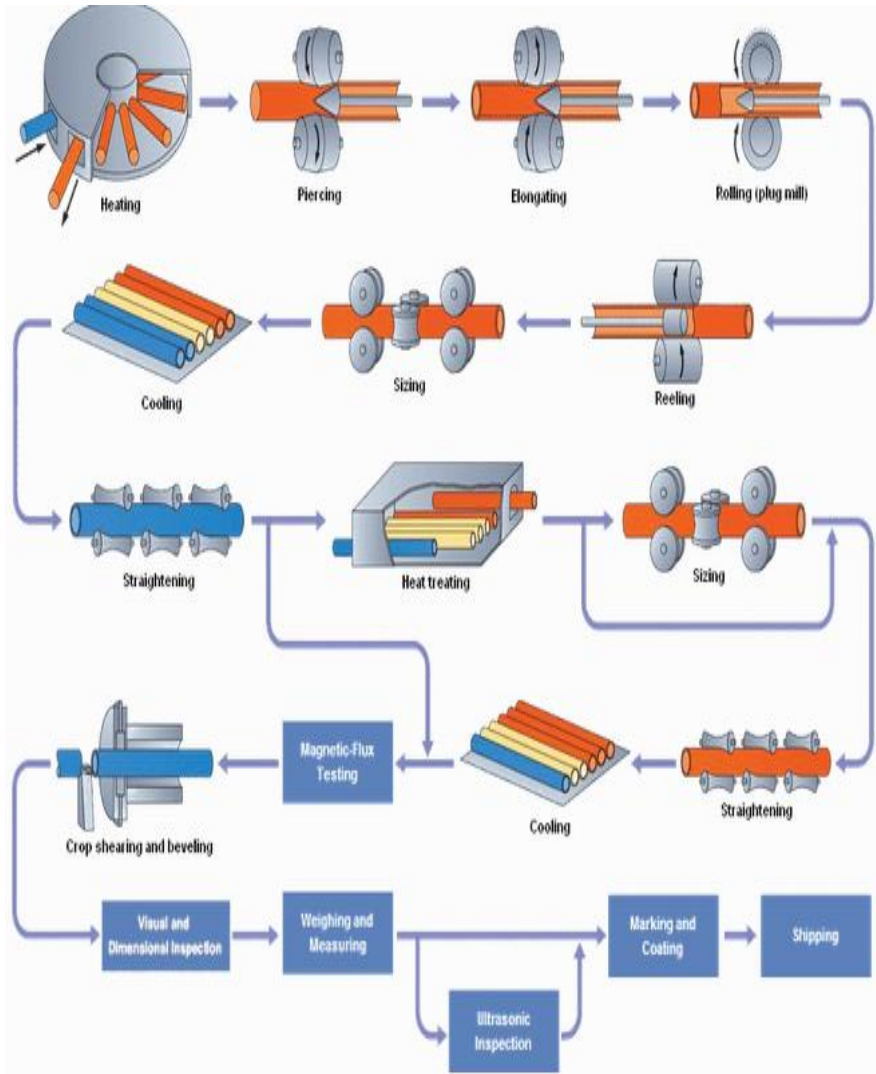 Heating
Piercing
Elongating
Rolling (plug mill)
Cooling
Sizing
Reeling
Straightening
Heat treating
Sizing
Magnetic-Flux
Testing
Crop shearing and beveling
Cooling
Straightening
Visual and
Dimensional Inspection
Weighing and
Measuring
Marking and
Coating
Shipping
Ultrasonic
Inspection